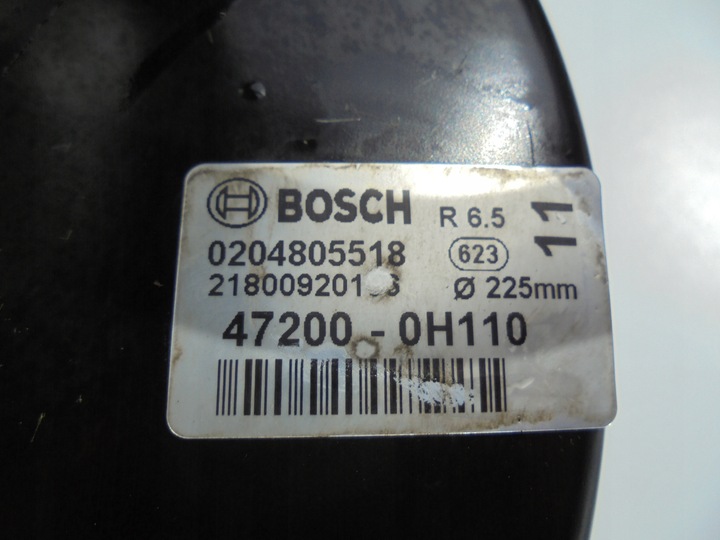 BOSCH R 6.5 11
0204805518 623
Ø 225mm
47200 - 0H110